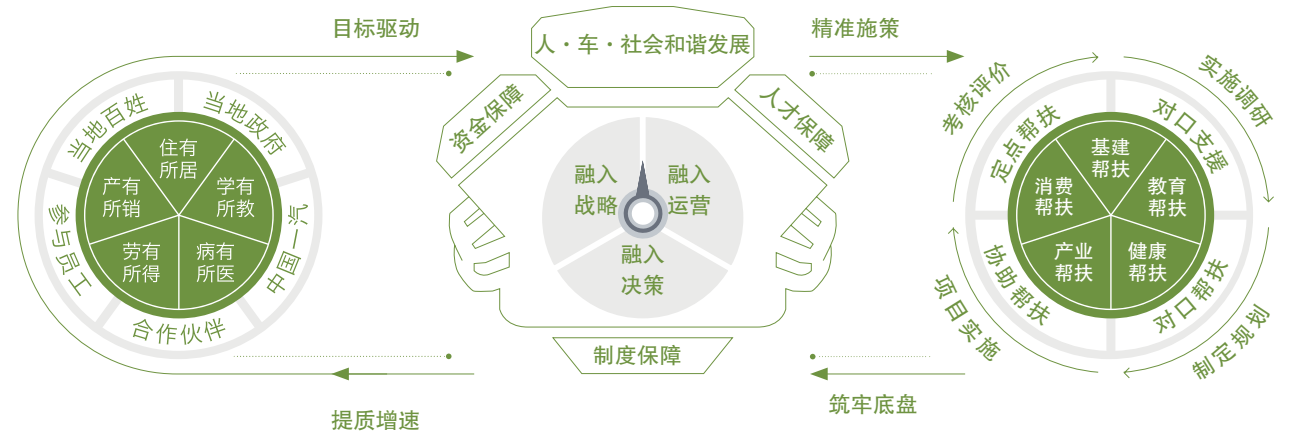 目标驱动
人·车·社会和谐发展
精准施策
资金保障
人才保障
当地百姓
当地政府
中国一汽
合作伙伴
参与员工
住有
所居
学有
所教
病有
所医
劳有
所得
产有
所销
融入
战略
融入
运营
融入
决策
制度保障
考核评价
实施调研
制定规划
项目实施
定点帮扶
对口支援
对口帮扶
协助帮扶
基建
帮扶
教育
帮扶
健康
帮扶
产业
帮扶
消费
帮扶
提质增速
筑牢底盘